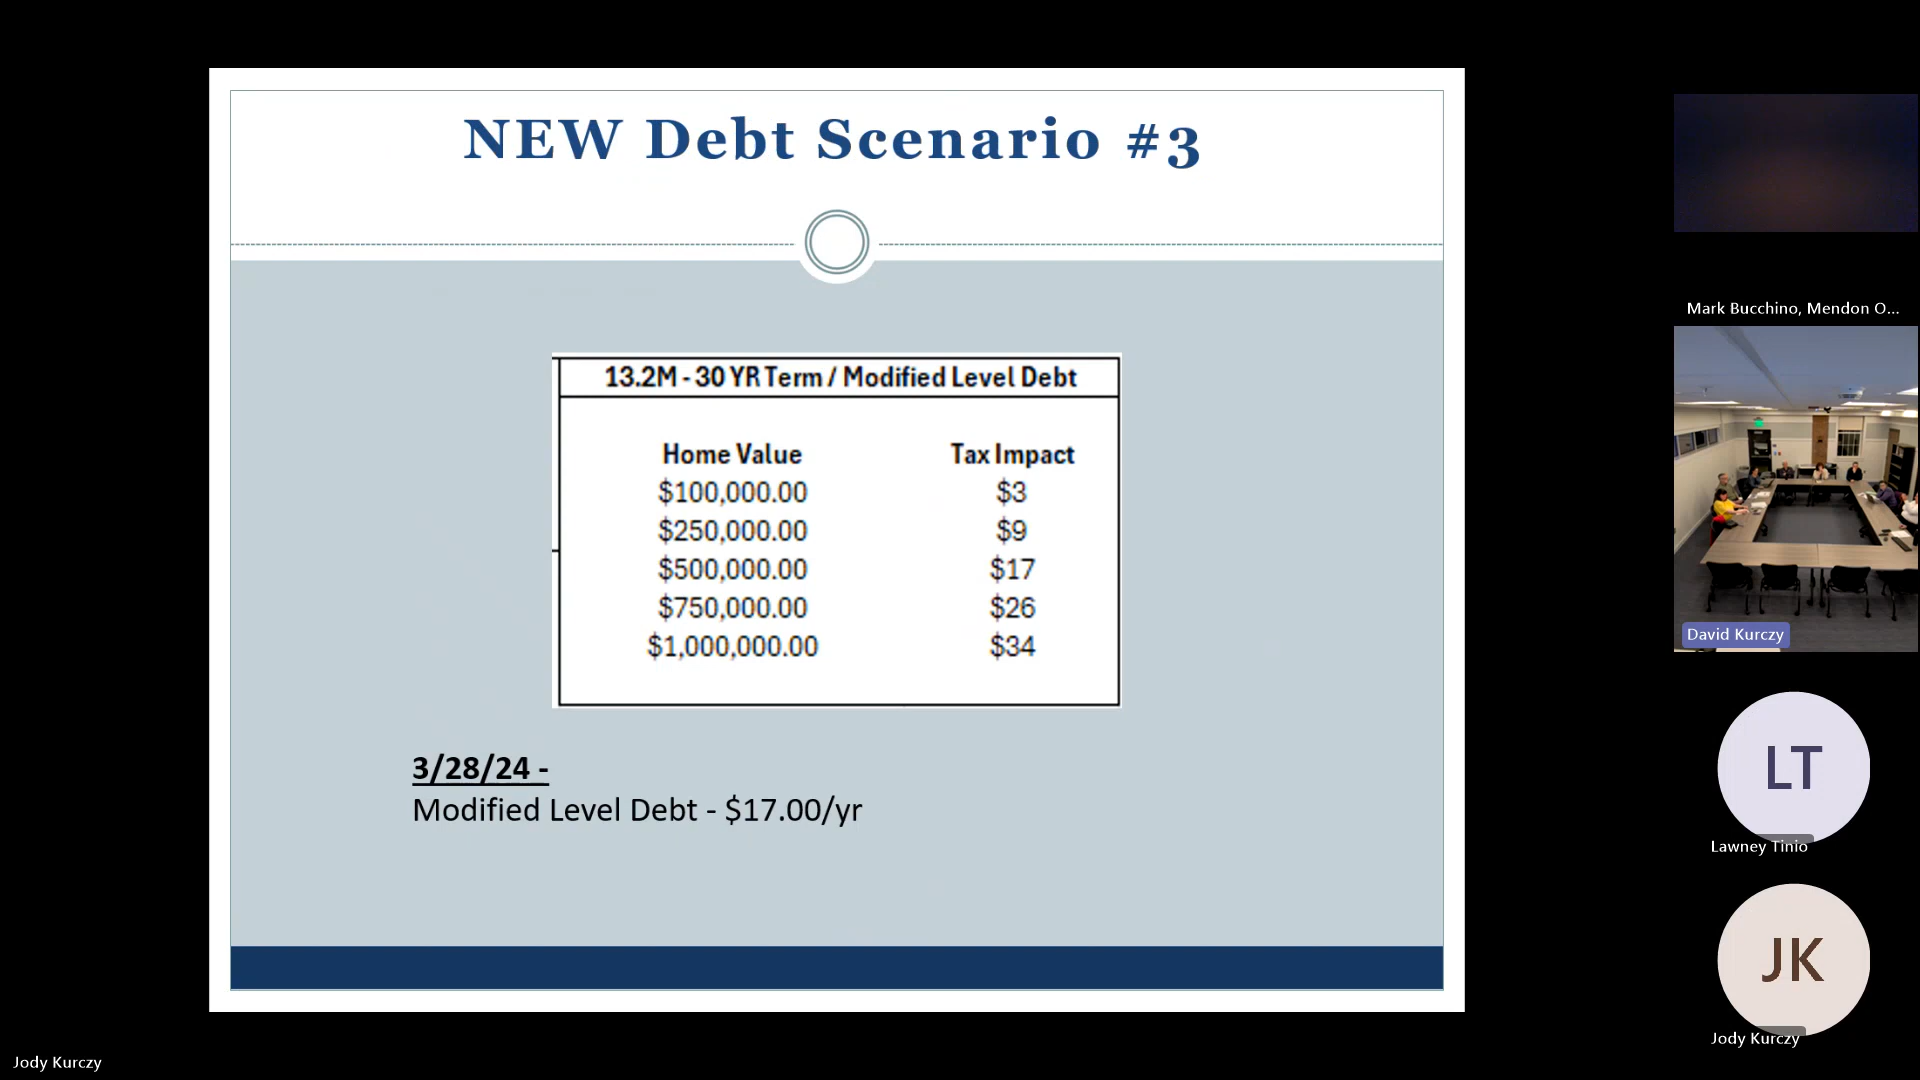 NEW Debt Scenario #3
13.2M - 30 YR Term / Modified Level Debt
Home Value Tax Impact
$100,000.00 $3
$250,000.00 $9
$500,000.00 $17
$750,000.00 $26
$1,000,000.00 $34
3/28/24 -
Modified Level Debt - $17.00/yr
Mark Bucchino, Mendon O...
David Kurczy
LT
Lawney Tinio
JK
Jody Kurczy
Jody Kurczy